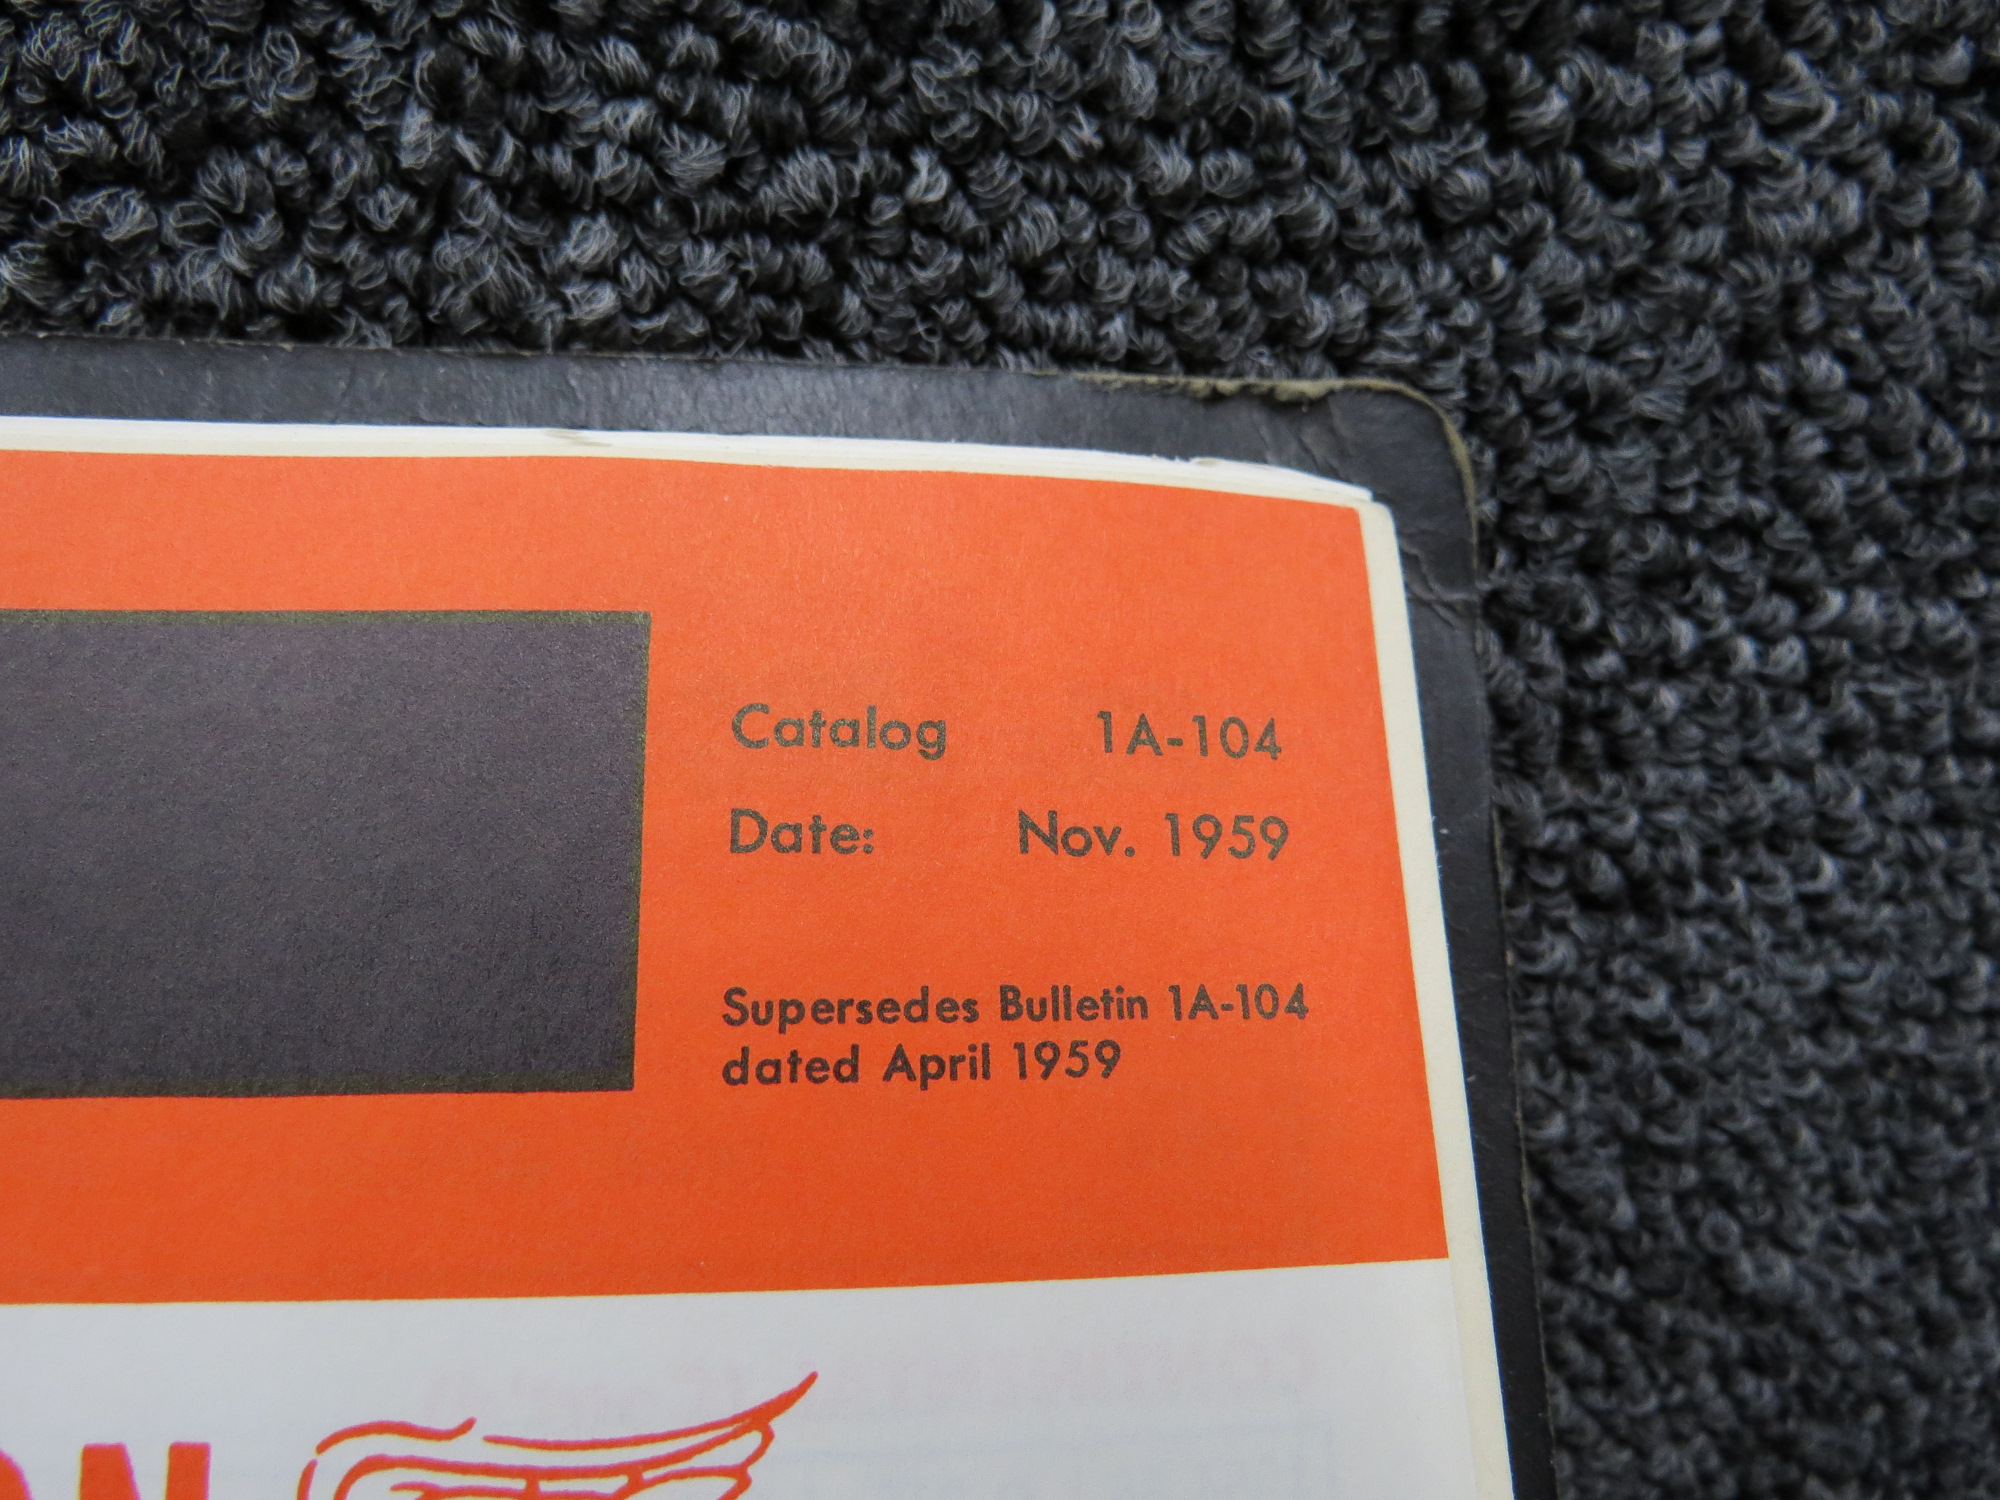 Catalog 1A-104
Date: Nov. 1959
Supersedes Bulletin 1A-104
dated April 1959